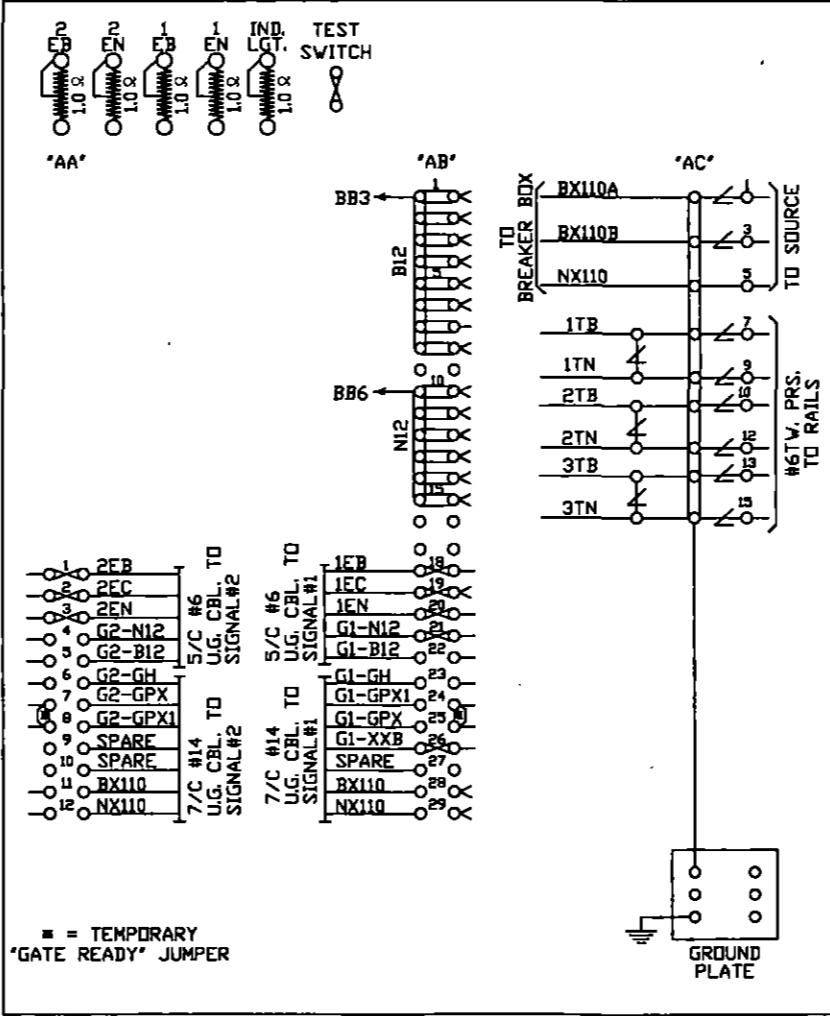 2 EB
2 EN
1 EB
1 EN
IND. LGT.
TEST SWITCH
1.0 Ω
1.0 Ω
1.0 Ω
1.0 Ω
1.0 Ω
"AA"
"AB"
"AC"
BB3
1
B12
5
10
BB6
N12
15
TO BREAKER BOX
BX110A
1
BX110B
3
NX110
5
TO SOURCE
1TB
7
1TN
9
2TB
10
2TN
12
3TB
13
3TN
15
#6TW. PRS.
TO RAILS
1 2EB
2 2EC
3 2EN
4 G2-N12
5 G2-B12
5/C #6
U.G. CBL. TO
SIGNAL#2
6 G2-GH
7 G2-GPX
8 G2-GPX1
9 SPARE
10 SPARE
11 BX110
12 NX110
7/C #14
U.G. CBL. TO
SIGNAL#2
5/C #6
U.G. CBL. TO
SIGNAL#1
1EB 18
1EC 19
1EN 20
G1-N12 21
G1-B12 22
7/C #14
U.G. CBL. TO
SIGNAL#1
G1-GH 23
G1-GPX1 24
G1-GPX 25
G1-XXB 26
SPARE 27
BX110 28
NX110 29
= TEMPORARY
"GATE READY" JUMPER
GROUND
PLATE